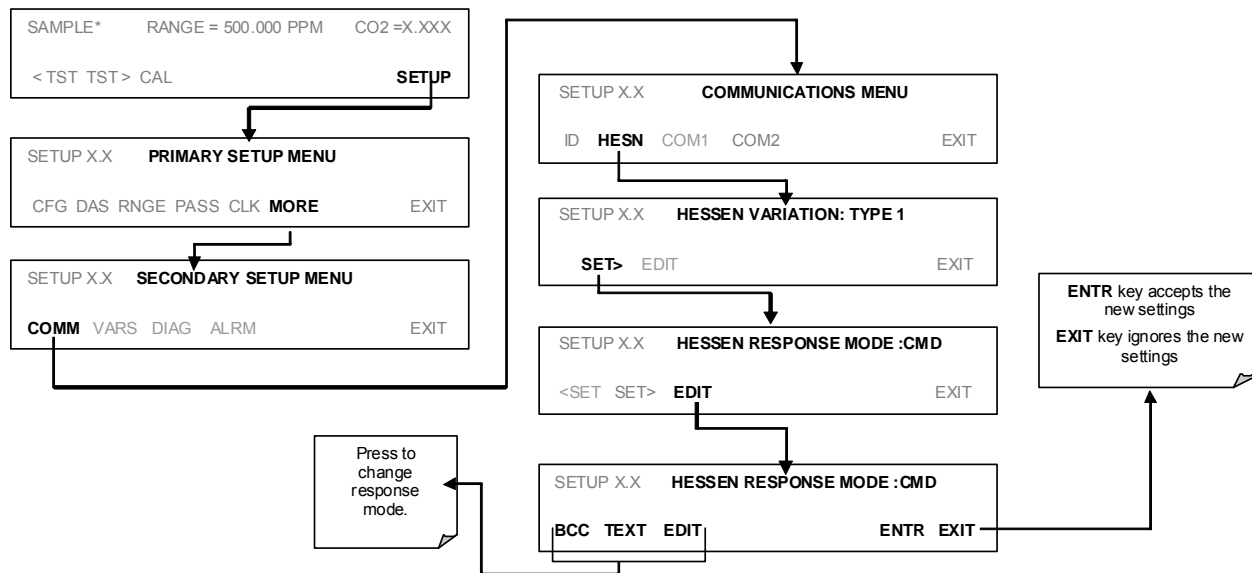 SAMPLE* RANGE = 500.000 PPM CO2 =X.XXX
< TST TST > CAL SETUP
SETUP X.X PRIMARY SETUP MENU
CFG DAS RNGE PASS CLK MORE EXIT
SETUP X.X SECONDARY SETUP MENU
COMM VARS DIAG ALRM EXIT
SETUP X.X COMMUNICATIONS MENU
ID HESN COM1 COM2 EXIT
SETUP X.X HESSEN VARIATION: TYPE 1
SET> EDIT EXIT
SETUP X.X HESSEN RESPONSE MODE :CMD
<SET SET> EDIT EXIT
SETUP X.X HESSEN RESPONSE MODE :CMD
BCC TEXT EDIT ENTR EXIT
Press to
change
response
mode.
ENTR key accepts the
new settings
EXIT key ignores the new
settings